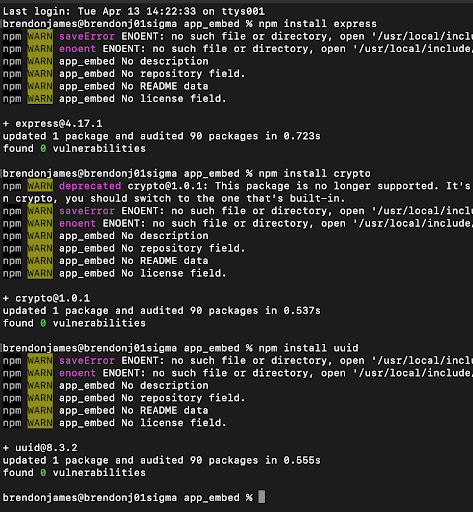 Last login: Tue Apr 13 14:22:33 on ttys001
brendonjames@brendonj01sigma app_embed % npm install express
npm WARN saveError ENOENT: no such file or directory, open '/usr/local/inclu
npm WARN enoent ENOENT: no such file or directory, open '/usr/local/include/
npm WARN app_embed No description
npm WARN app_embed No repository field.
npm WARN app_embed No README data
npm WARN app_embed No license field.
+ express@4.17.1
updated 1 package and audited 90 packages in 0.723s
found 0 vulnerabilities
brendonjames@brendonj01sigma app_embed % npm install crypto
npm WARN deprecated crypto@1.0.1: This package is no longer supported. It's
n crypto, you should switch to the one that's built-in.
npm WARN saveError ENOENT: no such file or directory, open '/usr/local/inclu
npm WARN enoent ENOENT: no such file or directory, open '/usr/local/include/
npm WARN app_embed No description
npm WARN app_embed No repository field.
npm WARN app_embed No README data
npm WARN app_embed No license field.
+ crypto@1.0.1
updated 1 package and audited 90 packages in 0.537s
found 0 vulnerabilities
brendonjames@brendonj01sigma app_embed % npm install uuid
npm WARN saveError ENOENT: no such file or directory, open '/usr/local/inclu
npm WARN enoent ENOENT: no such file or directory, open '/usr/local/include/
npm WARN app_embed No description
npm WARN app_embed No repository field.
npm WARN app_embed No README data
npm WARN app_embed No license field.
+ uuid@8.3.2
updated 1 package and audited 90 packages in 0.555s
found 0 vulnerabilities
brendonjames@brendonj01sigma app_embed %